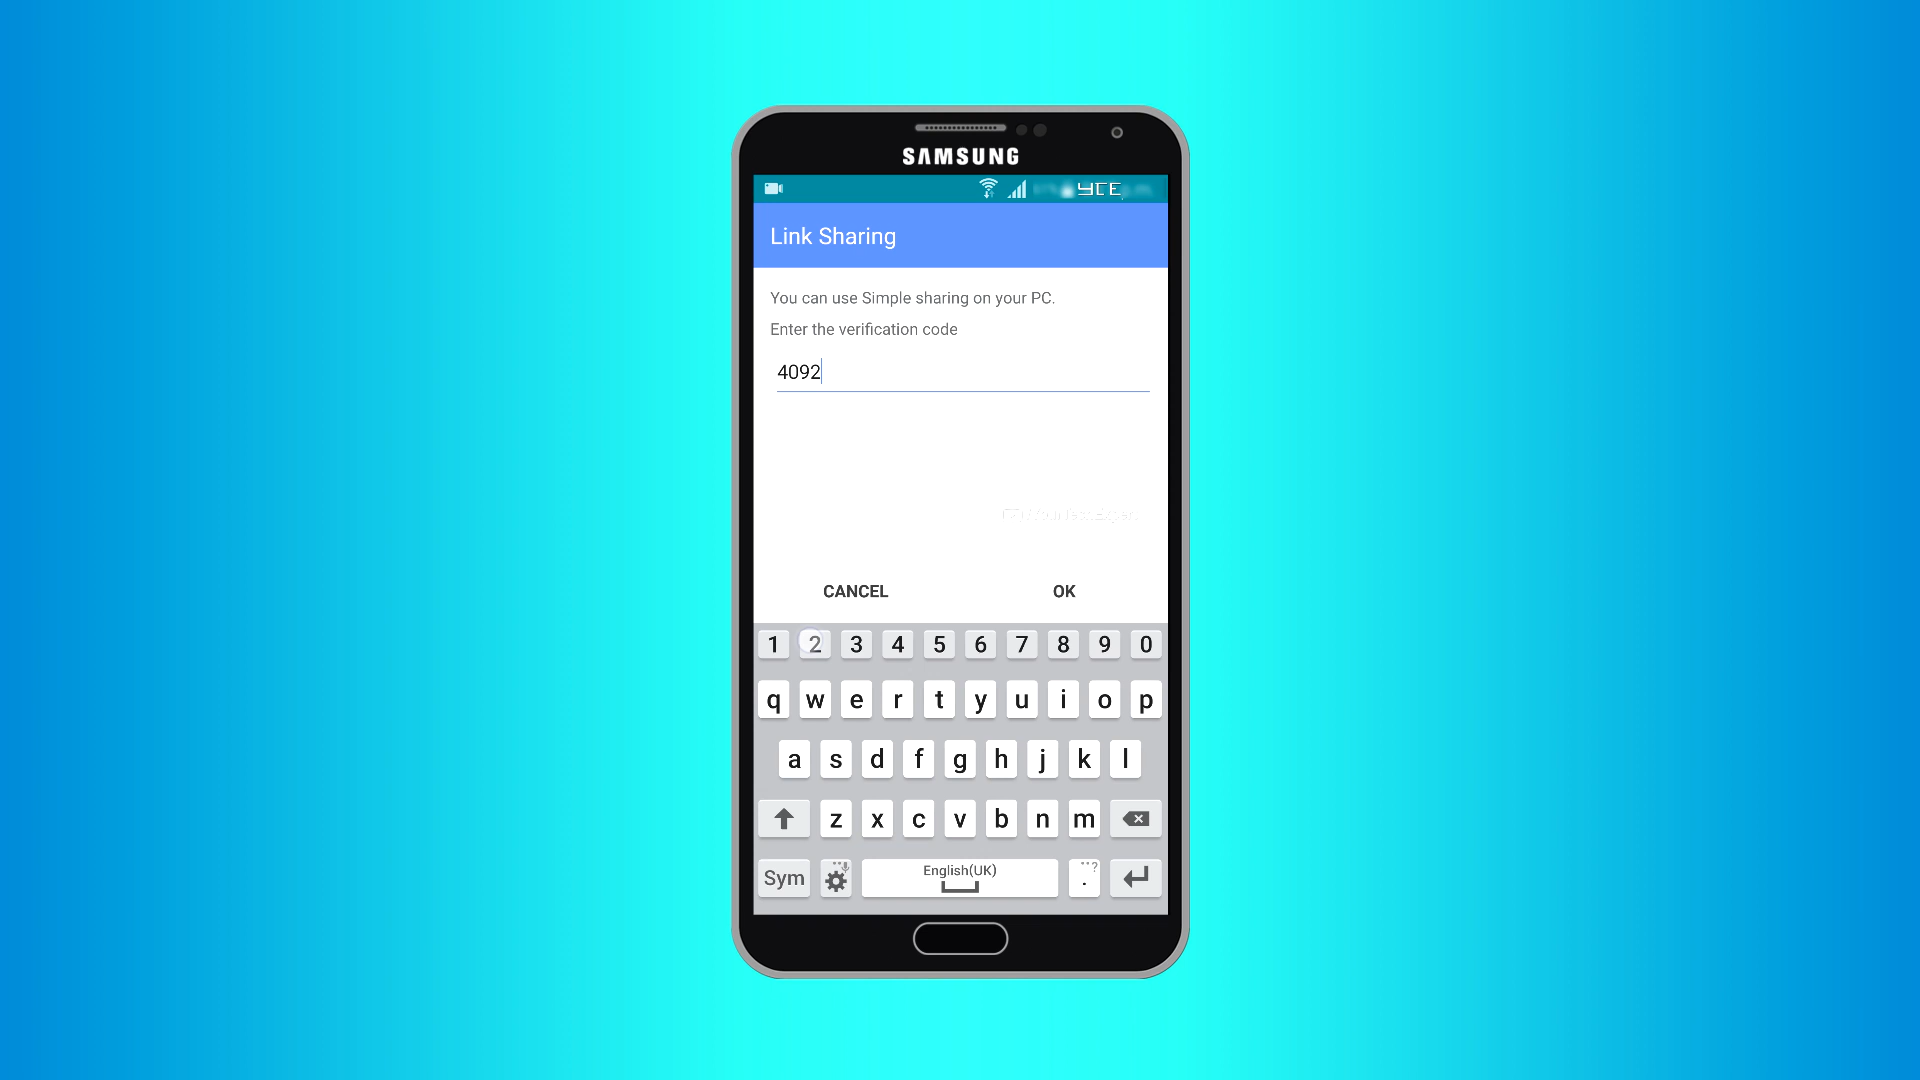 SAMSUNG
YTE
Link Sharing
You can use Simple sharing on your PC.
Enter the verification code
4092
CANCEL
OK
1 2 3 4 5 6 7 8 9 0
q w e r t y u i o p
a s d f g h j k l
z x c v b n m
Sym
English(UK)
. ?